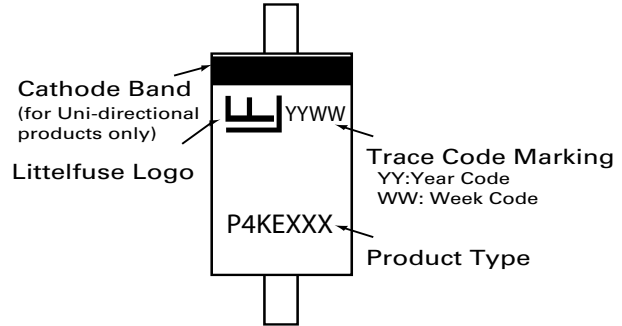 Cathode Band
(for Uni-directional
products only)
Littelfuse Logo
YYWW
Trace Code Marking
YY:Year Code
WW: Week Code
P4KEXXX
Product Type